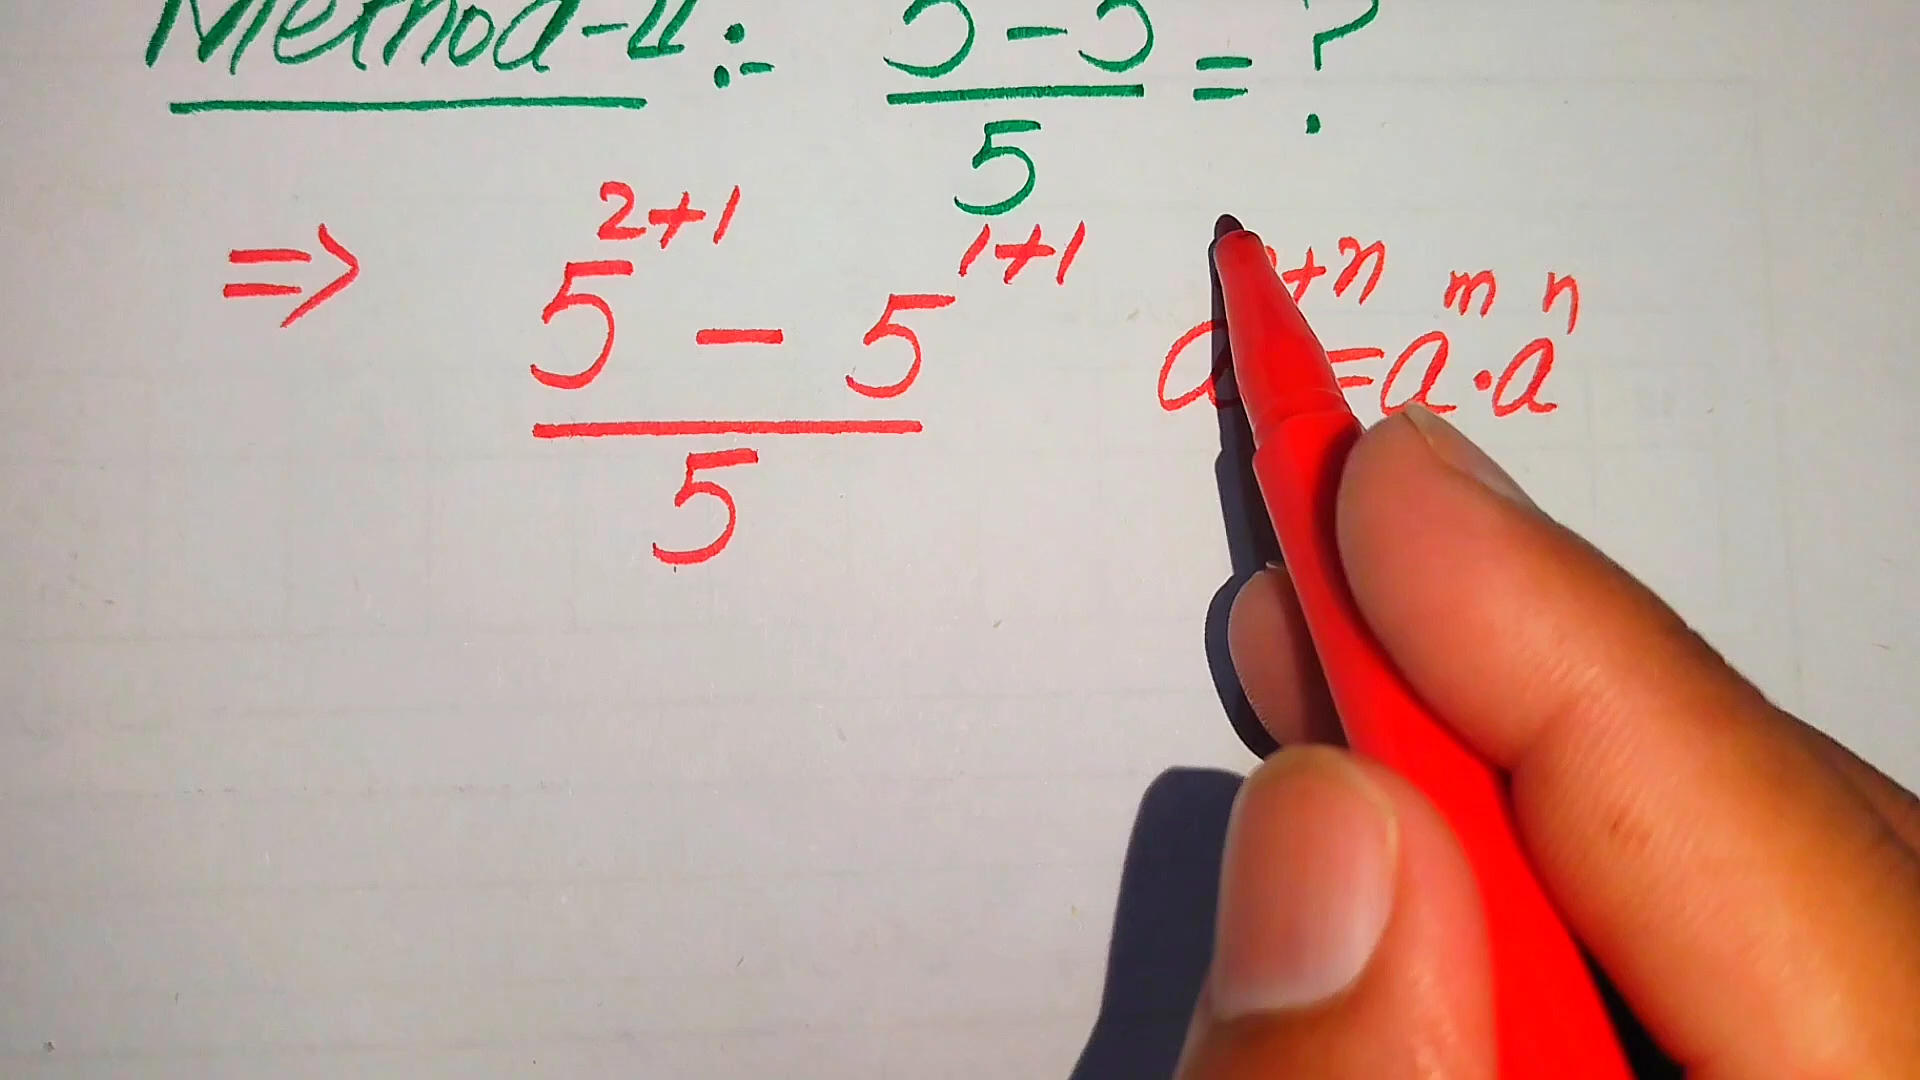 Method-II :- 5 - 5 = ?
5
2+1 1+1
⇒ 5 - 5 +n m n
a = a · a
5